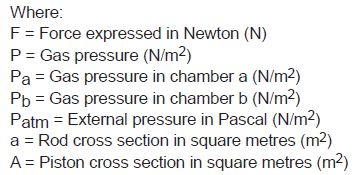 Where:
F = Force expressed in Newton (N)
P = Gas pressure (N/m²)
Pa = Gas pressure in chamber a (N/m²)
Pb = Gas pressure in chamber b (N/m²)
Patm = External pressure in Pascal (N/m²)
a = Rod cross section in square metres (m²)
A = Piston cross section in square metres (m²)